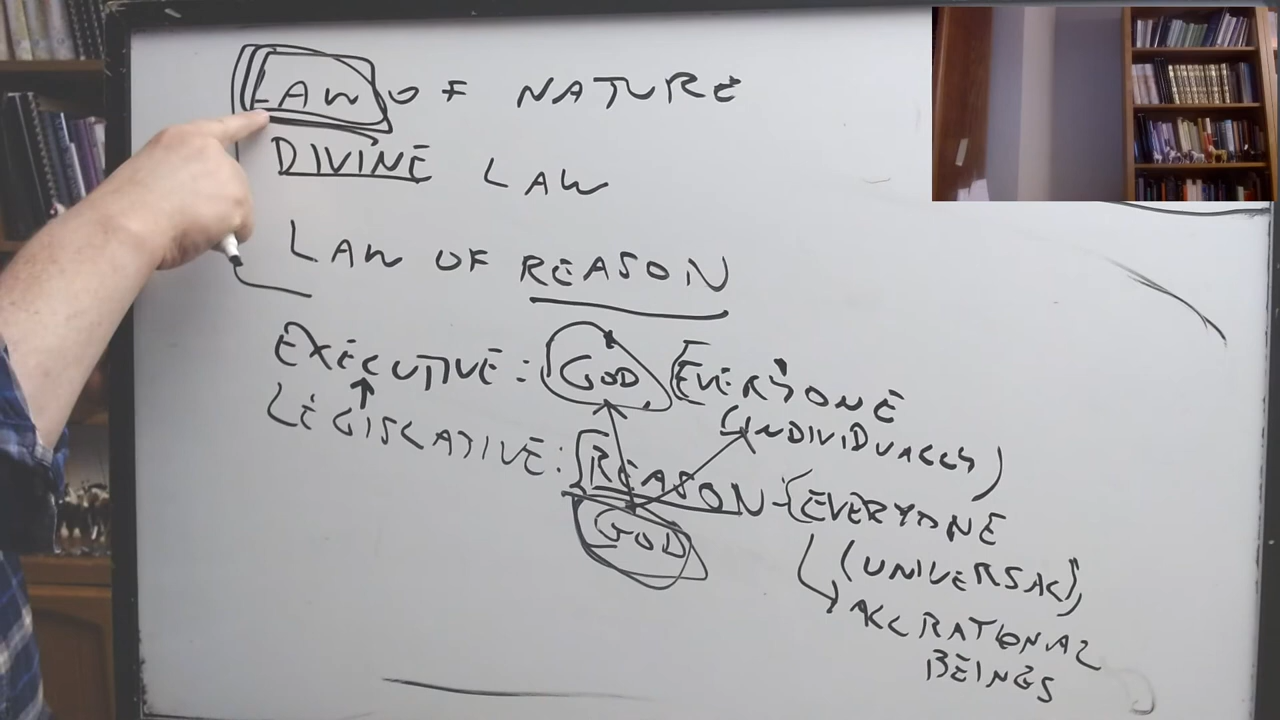 LAW OF NATURE
DIVINE LAW
LAW OF REASON
EXECUTIVE: GOD EVERYONE
(INDIVIDUALLY)
LEGISLATIVE: REASON - EVERYONE
GOD
(UNIVERSAL)
ALL RATIONAL
BEINGS